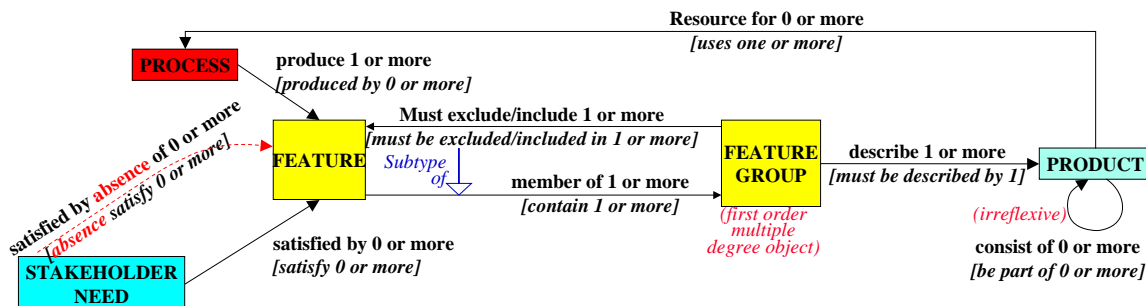 Resource for 0 or more
[uses one or more]
PROCESS
produce 1 or more
[produced by 0 or more]
satisfied by absence of 0 or more
[absence satisfy 0 or more]
Must exclude/include 1 or more
[must be excluded/included in 1 or more]
FEATURE
Subtype
of
FEATURE
GROUP
describe 1 or more
[must be described by 1]
PRODUCT
member of 1 or more
[contain 1 or more]
(first order
multiple
degree object)
(irreflexive)
satisfied by 0 or more
[satisfy 0 or more]
consist of 0 or more
[be part of 0 or more]
STAKEHOLDER
NEED